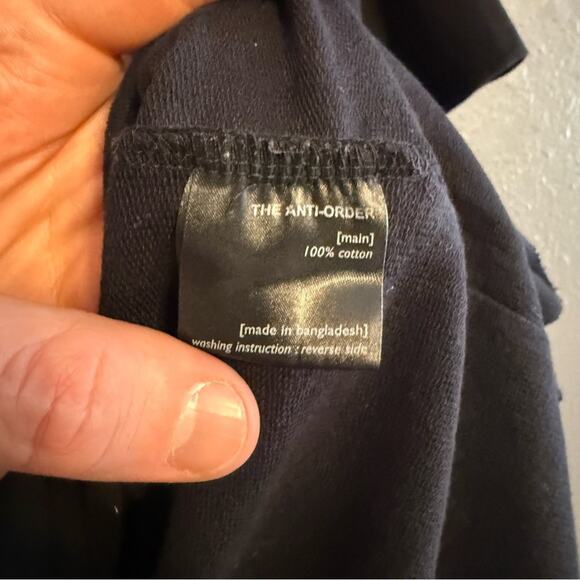 THE ANTI-ORDER
[main]
100% cotton
[made in bangladesh]
washing instruction : reverse side